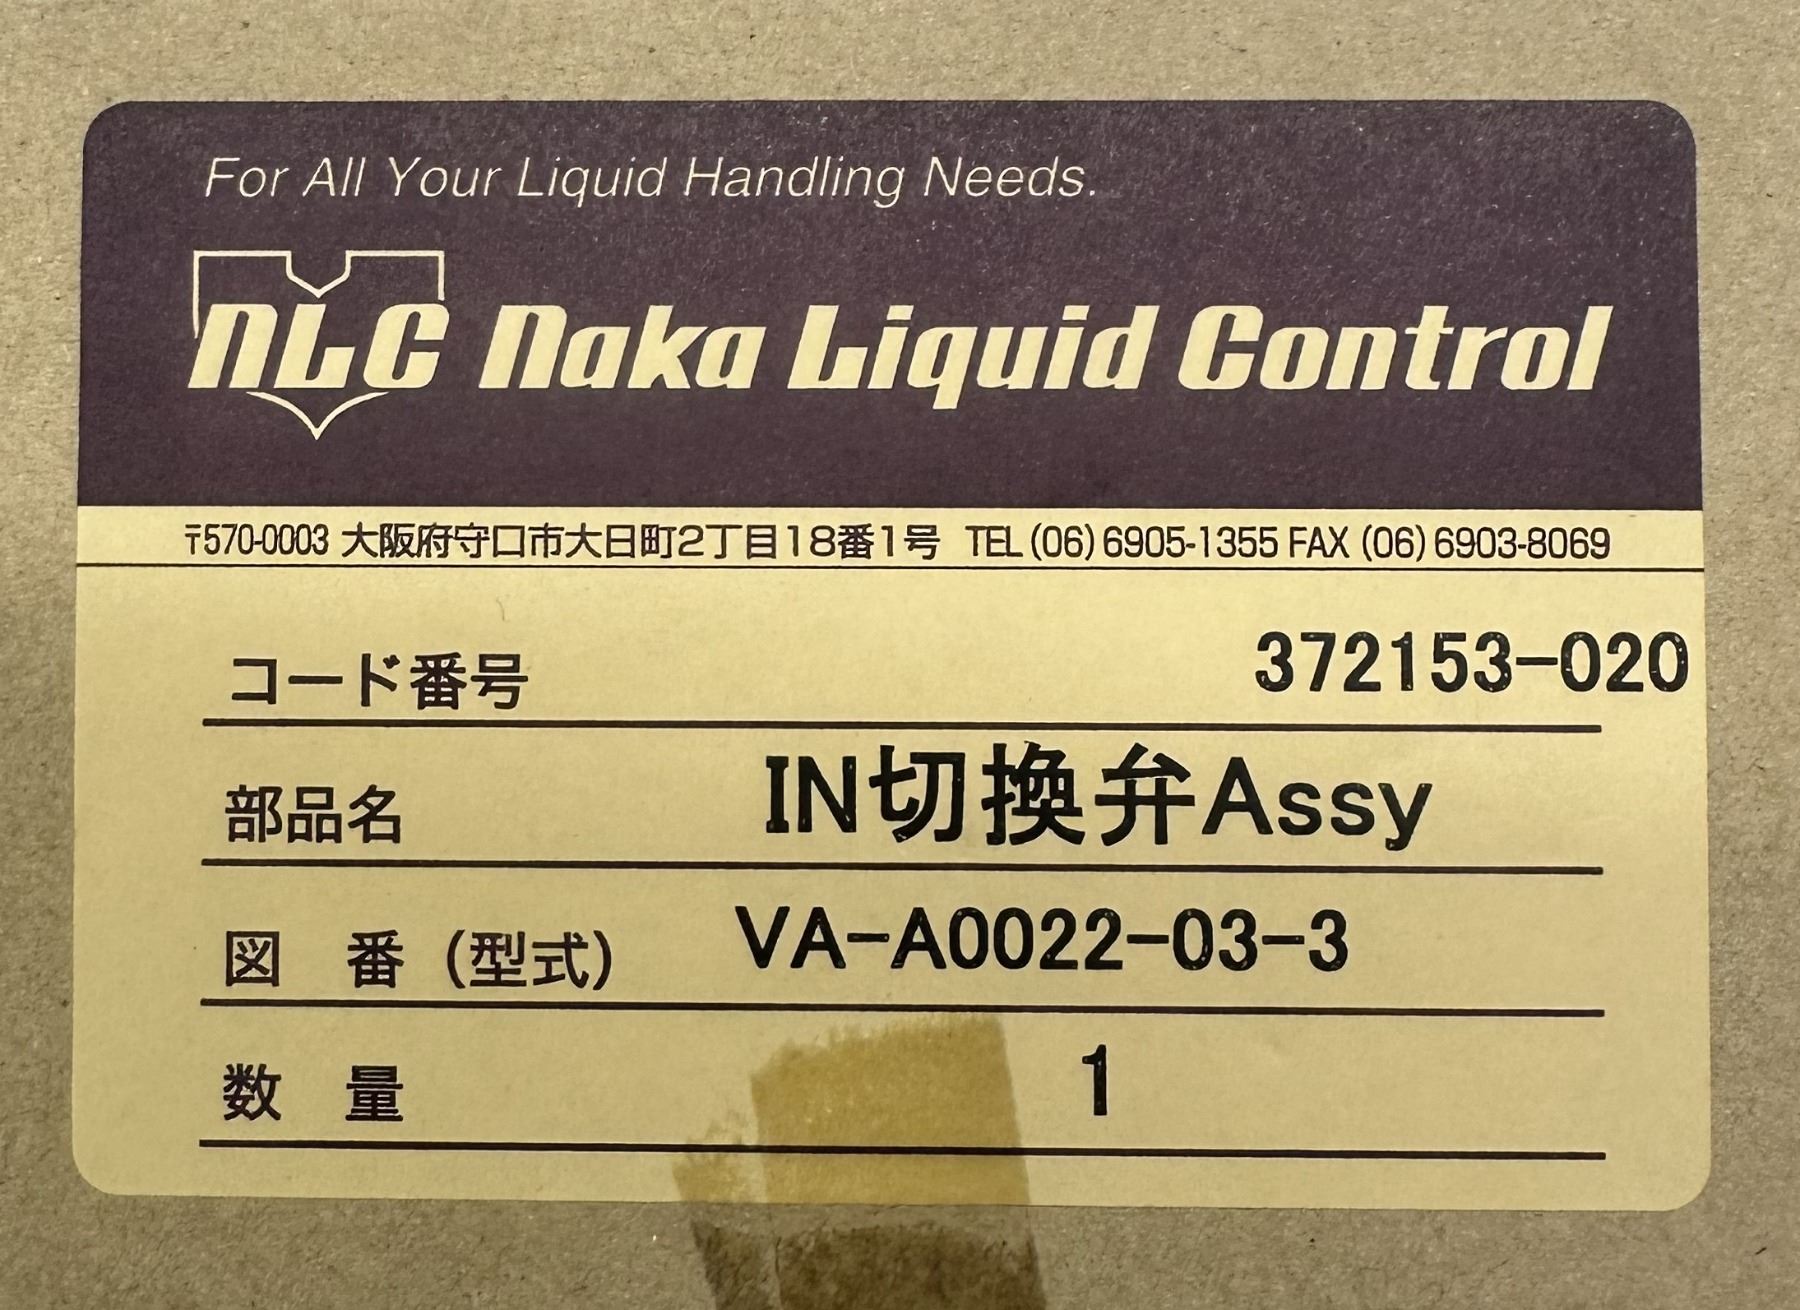 For All Your Liquid Handling Needs.
NLC Naka Liquid Control
〒570-0003 大阪府守口市大日町2丁目18番1号 TEL (06) 6905-1355 FAX (06) 6903-8069
コード番号 372153-020
部品名 IN切換弁Assy
図 番 (型式) VA-A0022-03-3
数 量 1